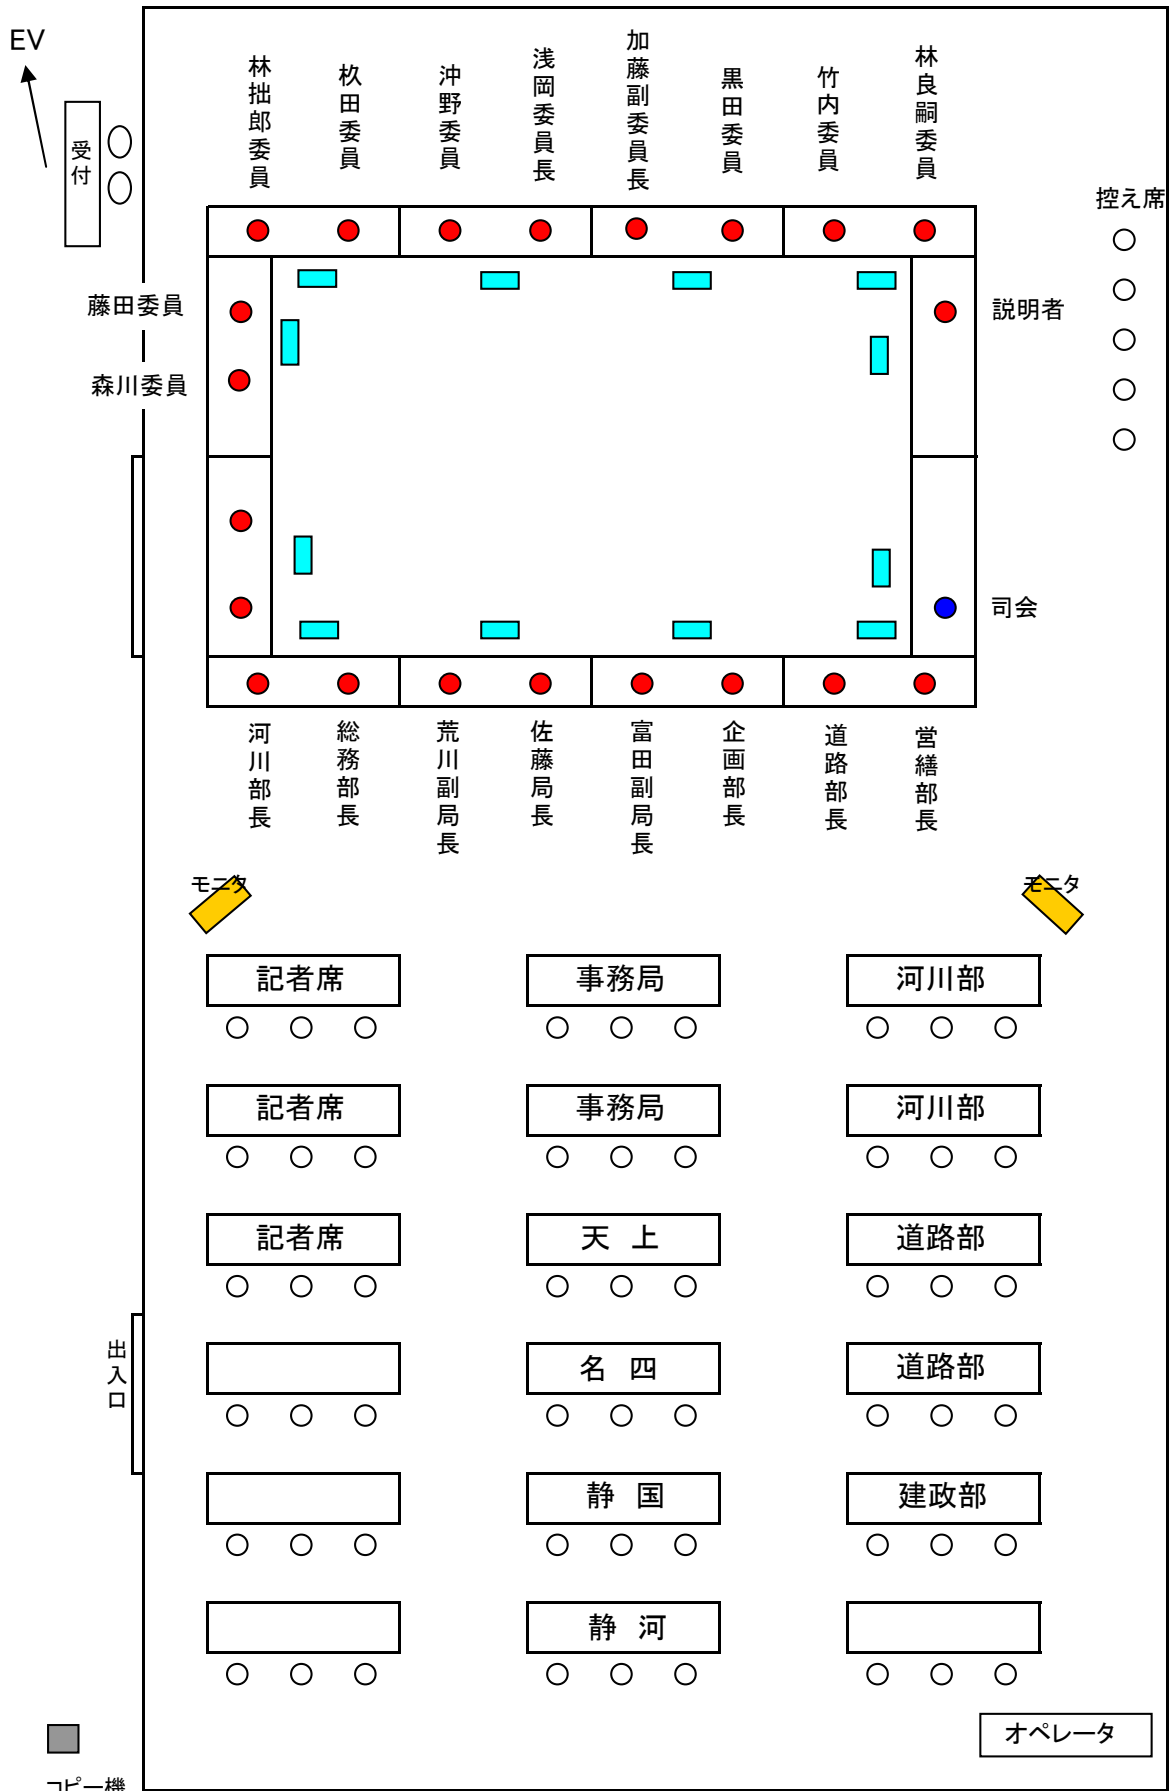 EV
受付
林拙郎委員
杁田委員
沖野委員
浅岡委員長
加藤副委員長
黒田委員
竹内委員
林良嗣委員
控え席
藤田委員
説明者
森川委員
司会
河川部長
総務部長
荒川副局長
佐藤局長
富田副局長
企画部長
道路部長
営繕部長
モニタ
モニタ
記者席
事務局
河川部
記者席
事務局
河川部
記者席
天 上
道路部
出入口
名 四
道路部
静 国
建政部
静 河
オペレータ
コピー機